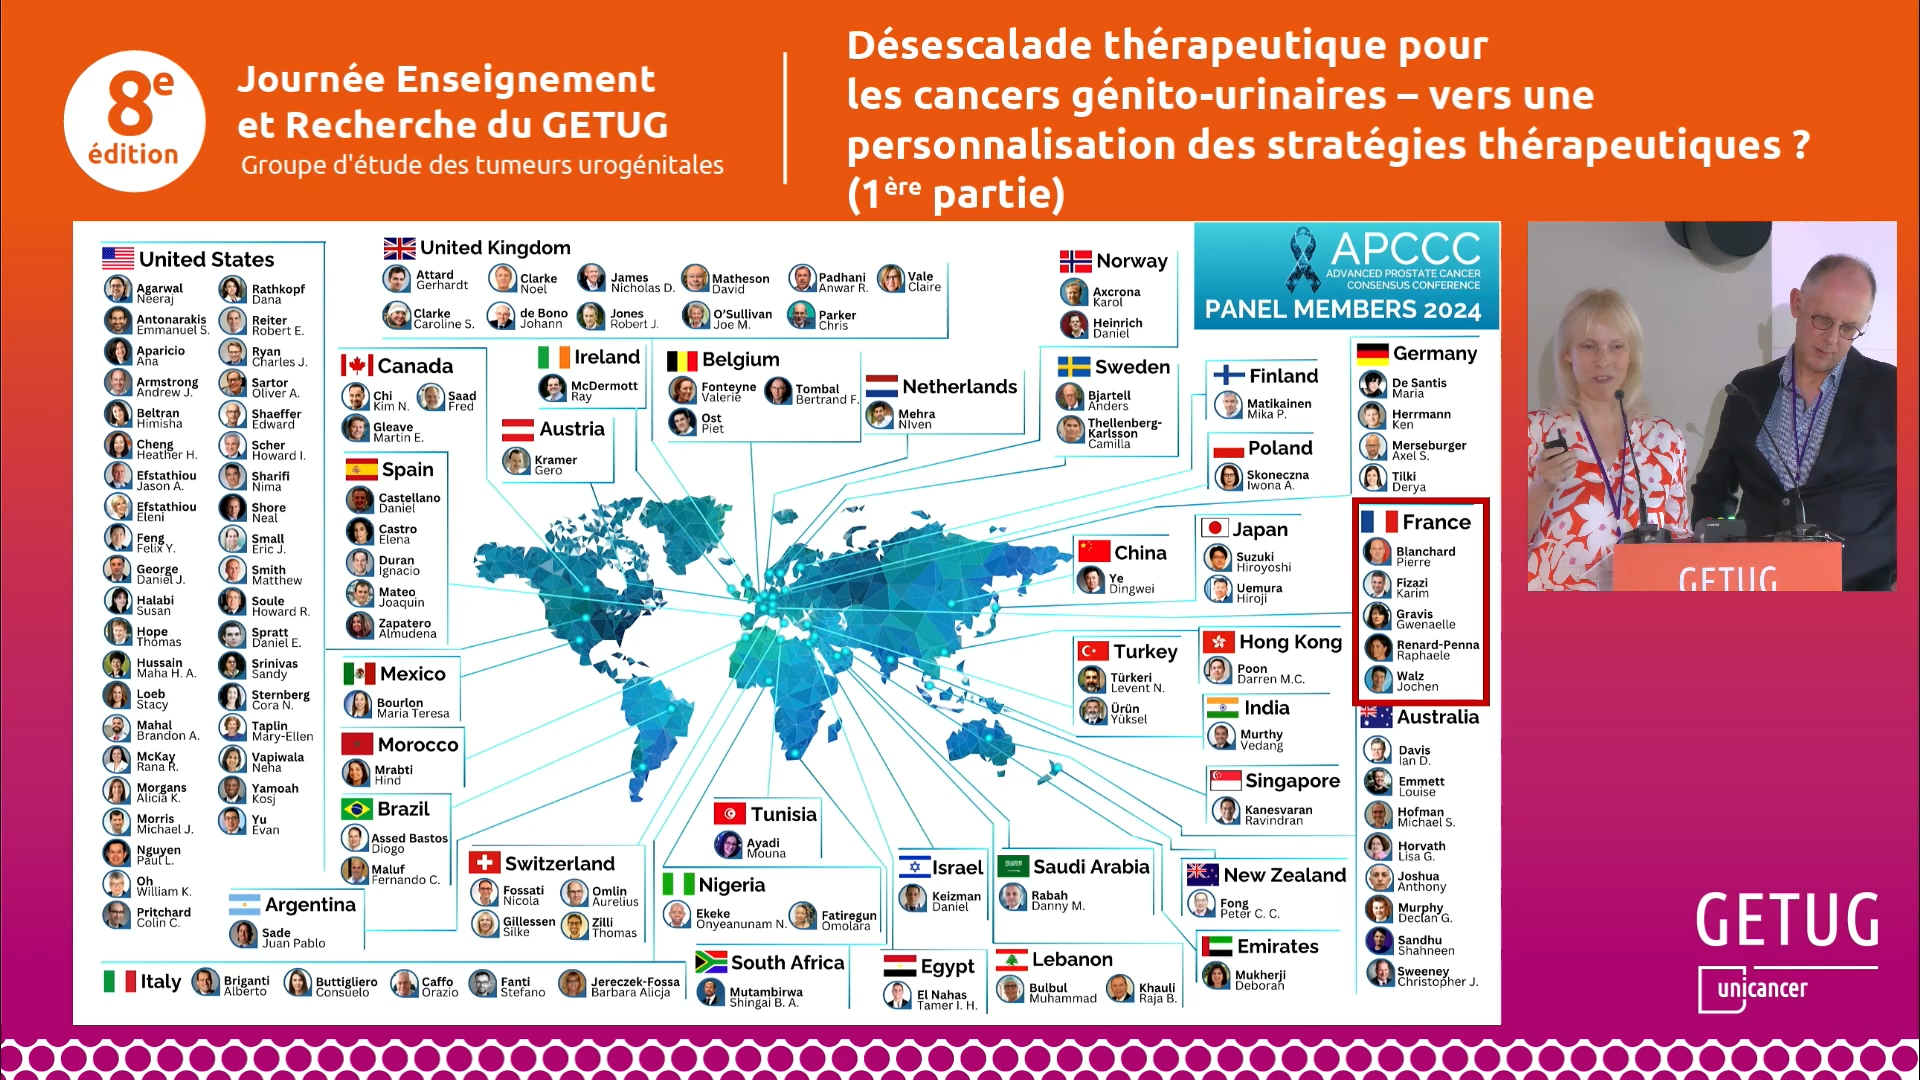 8e
édition
Journée Enseignement
et Recherche du GETUG
Groupe d'étude des tumeurs urogénitales
Désescalade thérapeutique pour
les cancers génito-urinaires – vers une
personnalisation des stratégies thérapeutiques ?
(1ère partie)
APCCC
ADVANCED PROSTATE CANCER
CONSENSUS CONFERENCE
PANEL MEMBERS 2024
United States
Agarwal
Neeraj
Antonarakis
Emmanuel S.
Aparicio
Ana
Armstrong
Andrew J.
Beltran
Himisha
Cheng
Heather H.
Efstathiou
Jason A.
Efstathiou
Eleni
Feng
Felix Y.
George
Daniel J.
Halabi
Susan
Hope
Thomas
Hussain
Maha H. A.
Loeb
Stacy
Mahal
Brandon A.
McKay
Rana R.
Morgans
Alicia K.
Morris
Michael J.
Nguyen
Paul L.
Oh
William K.
Pritchard
Colin C.
Rathkopf
Dana
Reiter
Robert E.
Ryan
Charles J.
Sartor
Oliver A.
Shaeffer
Edward
Scher
Howard I.
Sharifi
Nima
Shore
Neal
Small
Eric J.
Smith
Matthew
Soule
Howard R.
Spratt
Daniel E.
Srinivas
Sandy
Sternberg
Cora N.
Taplin
Mary-Ellen
Vapiwala
Neha
Yamoah
Kosj
Yu
Evan
United Kingdom
Attard
Gerhardt
Clarke
Noel
James
Nicholas D.
Matheson
David
Padhani
Anwar R.
Vale
Claire
Clarke
Caroline S.
de Bono
Johann
Jones
Robert J.
O'Sullivan
Joe M.
Parker
Chris
Norway
Axcrona
Karol
Heinrich
Daniel
Canada
Chi
Kim N.
Saad
Fred
Gleave
Martin E.
Ireland
McDermott
Ray
Austria
Kramer
Gero
Belgium
Fonteyne
Valerie
Tombal
Bertrand F.
Ost
Piet
Netherlands
Mehra
Niven
Sweden
Bjartell
Anders
Thellenberg-
Karlsson
Camilla
Finland
Matikainen
Mika P.
Poland
Skoneczna
Iwona A.
Germany
De Santis
Maria
Herrmann
Ken
Merseburger
Axel S.
Tilki
Derya
Spain
Castellano
Daniel
Castro
Elena
Duran
Ignacio
Mateo
Joaquin
Zapatero
Almudena
Mexico
Bourlon
Maria Teresa
Morocco
Mrabti
Hind
Brazil
Assed Bastos
Diogo
Maluf
Fernando C.
Argentina
Sade
Juan Pablo
Switzerland
Fossati
Nicola
Omlin
Aurelius
Gillessen
Silke
Zilli
Thomas
Italy
Briganti
Alberto
Buttigliero
Consuelo
Caffo
Orazio
Fanti
Stefano
Jereczek-Fossa
Barbara Alicja
Tunisia
Ayadi
Mouna
Nigeria
Ekeke
Onyeanunam N.
Fatiregun
Omolara
South Africa
Mutambirwa
Shingai B. A.
Egypt
El Nahas
Tamer I. H.
Israel
Keizman
Daniel
Saudi Arabia
Rabah
Danny M.
Lebanon
Bulbul
Muhammad
Khauli
Raja B.
Emirates
Mukherji
Deborah
New Zealand
Fong
Peter C. C.
China
Ye
Dingwei
Japan
Suzuki
Hiroyoshi
Uemura
Hiroji
Turkey
Türkeri
Levent N.
Ürün
Yüksel
Hong Kong
Poon
Darren M.C.
India
Murthy
Vedang
Singapore
Kanesvaran
Ravindran
France
Blanchard
Pierre
Fizazi
Karim
Gravis
Gwenaelle
Renard-Penna
Raphaele
Walz
Jochen
Australia
Davis
Ian D.
Emmett
Louise
Hofman
Michael S.
Horvath
Lisa G.
Joshua
Anthony
Murphy
Declan G.
Sandhu
Shahneen
Sweeney
Christopher J.
GETUG
GETUG
unicancer